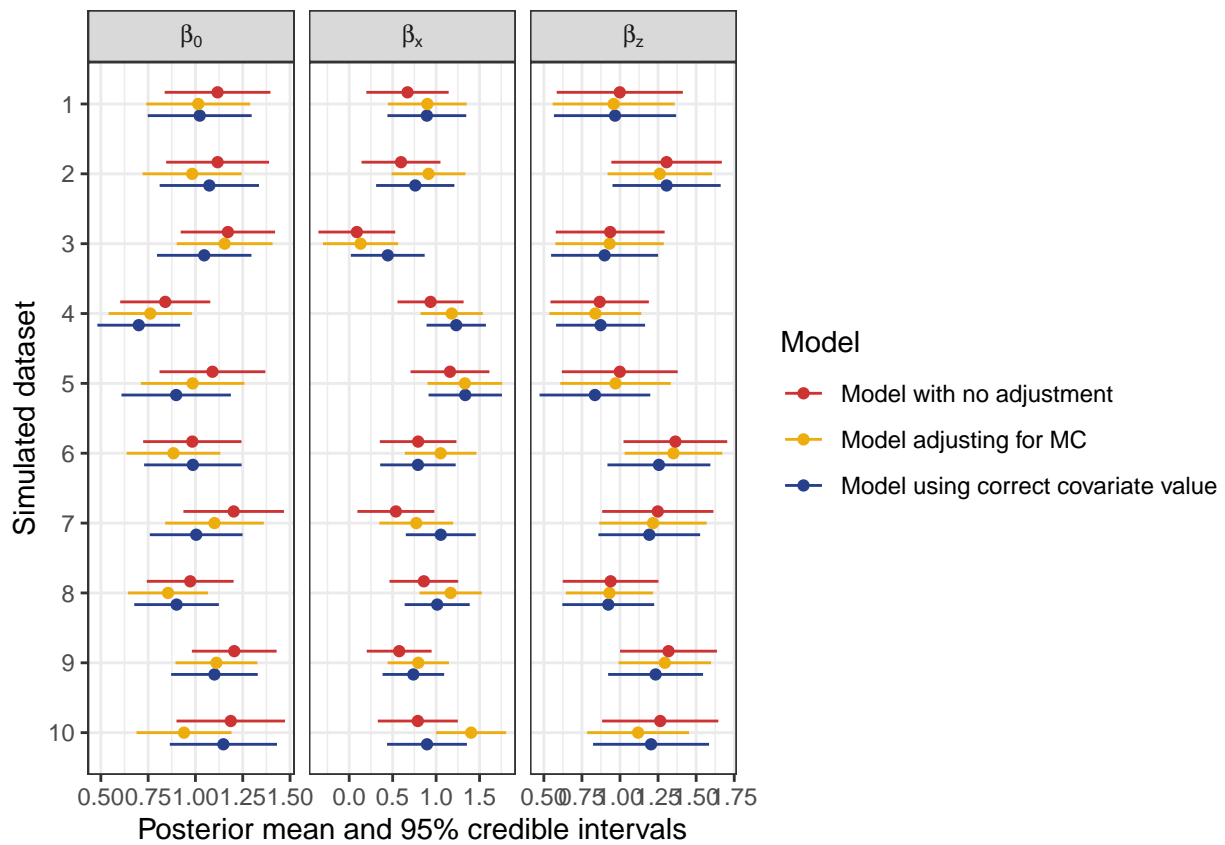 β0 βx βz
1
2
3
4
5
6
7
8
9
10
Simulated dataset
0.50 0.75 1.00 1.25 1.50 0.0 0.5 1.0 1.5 0.50 0.75 1.00 1.25 1.50 1.75
Posterior mean and 95% credible intervals
Model
Model with no adjustment
Model adjusting for MC
Model using correct covariate value